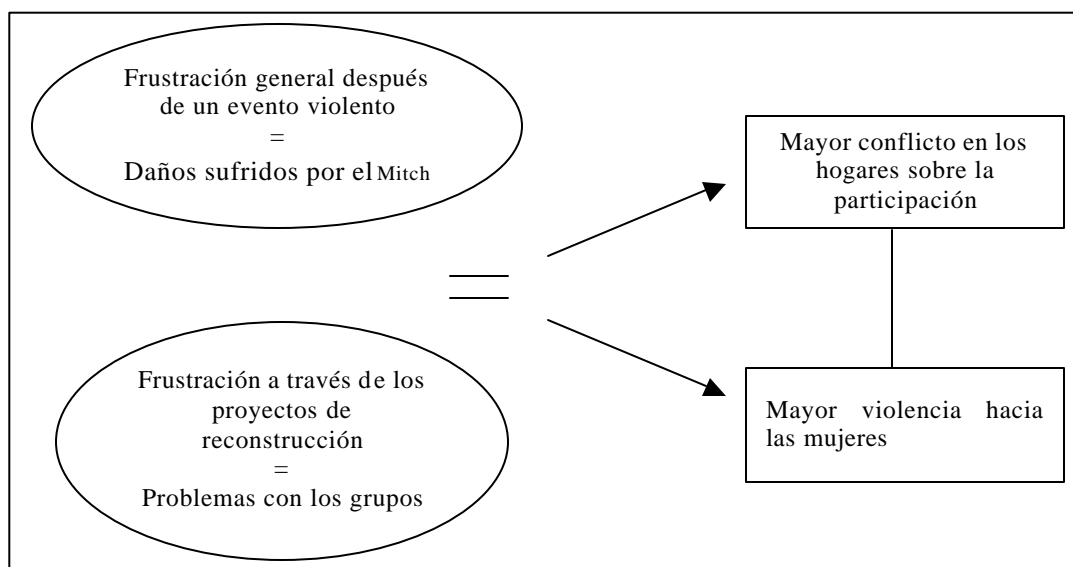 Frustración general después
de un evento violento
=
Daños sufridos por el Mitch
Frustración a través de los
proyectos de
reconstrucción
=
Problemas con los grupos
=
Mayor conflicto en los
hogares sobre la
participación
Mayor violencia hacia
las mujeres